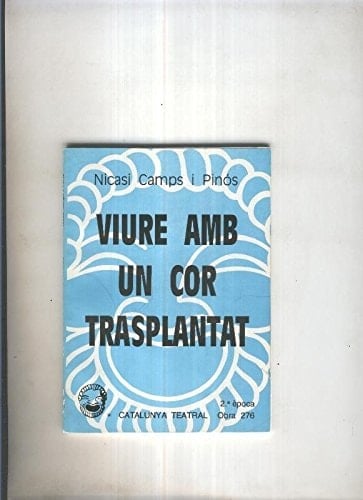 Nicasi Camps i Pinós
VIURE AMB
UN COR
TRASPLANTAT
2.ª època
* CATALUNYA TEATRAL Obra 276